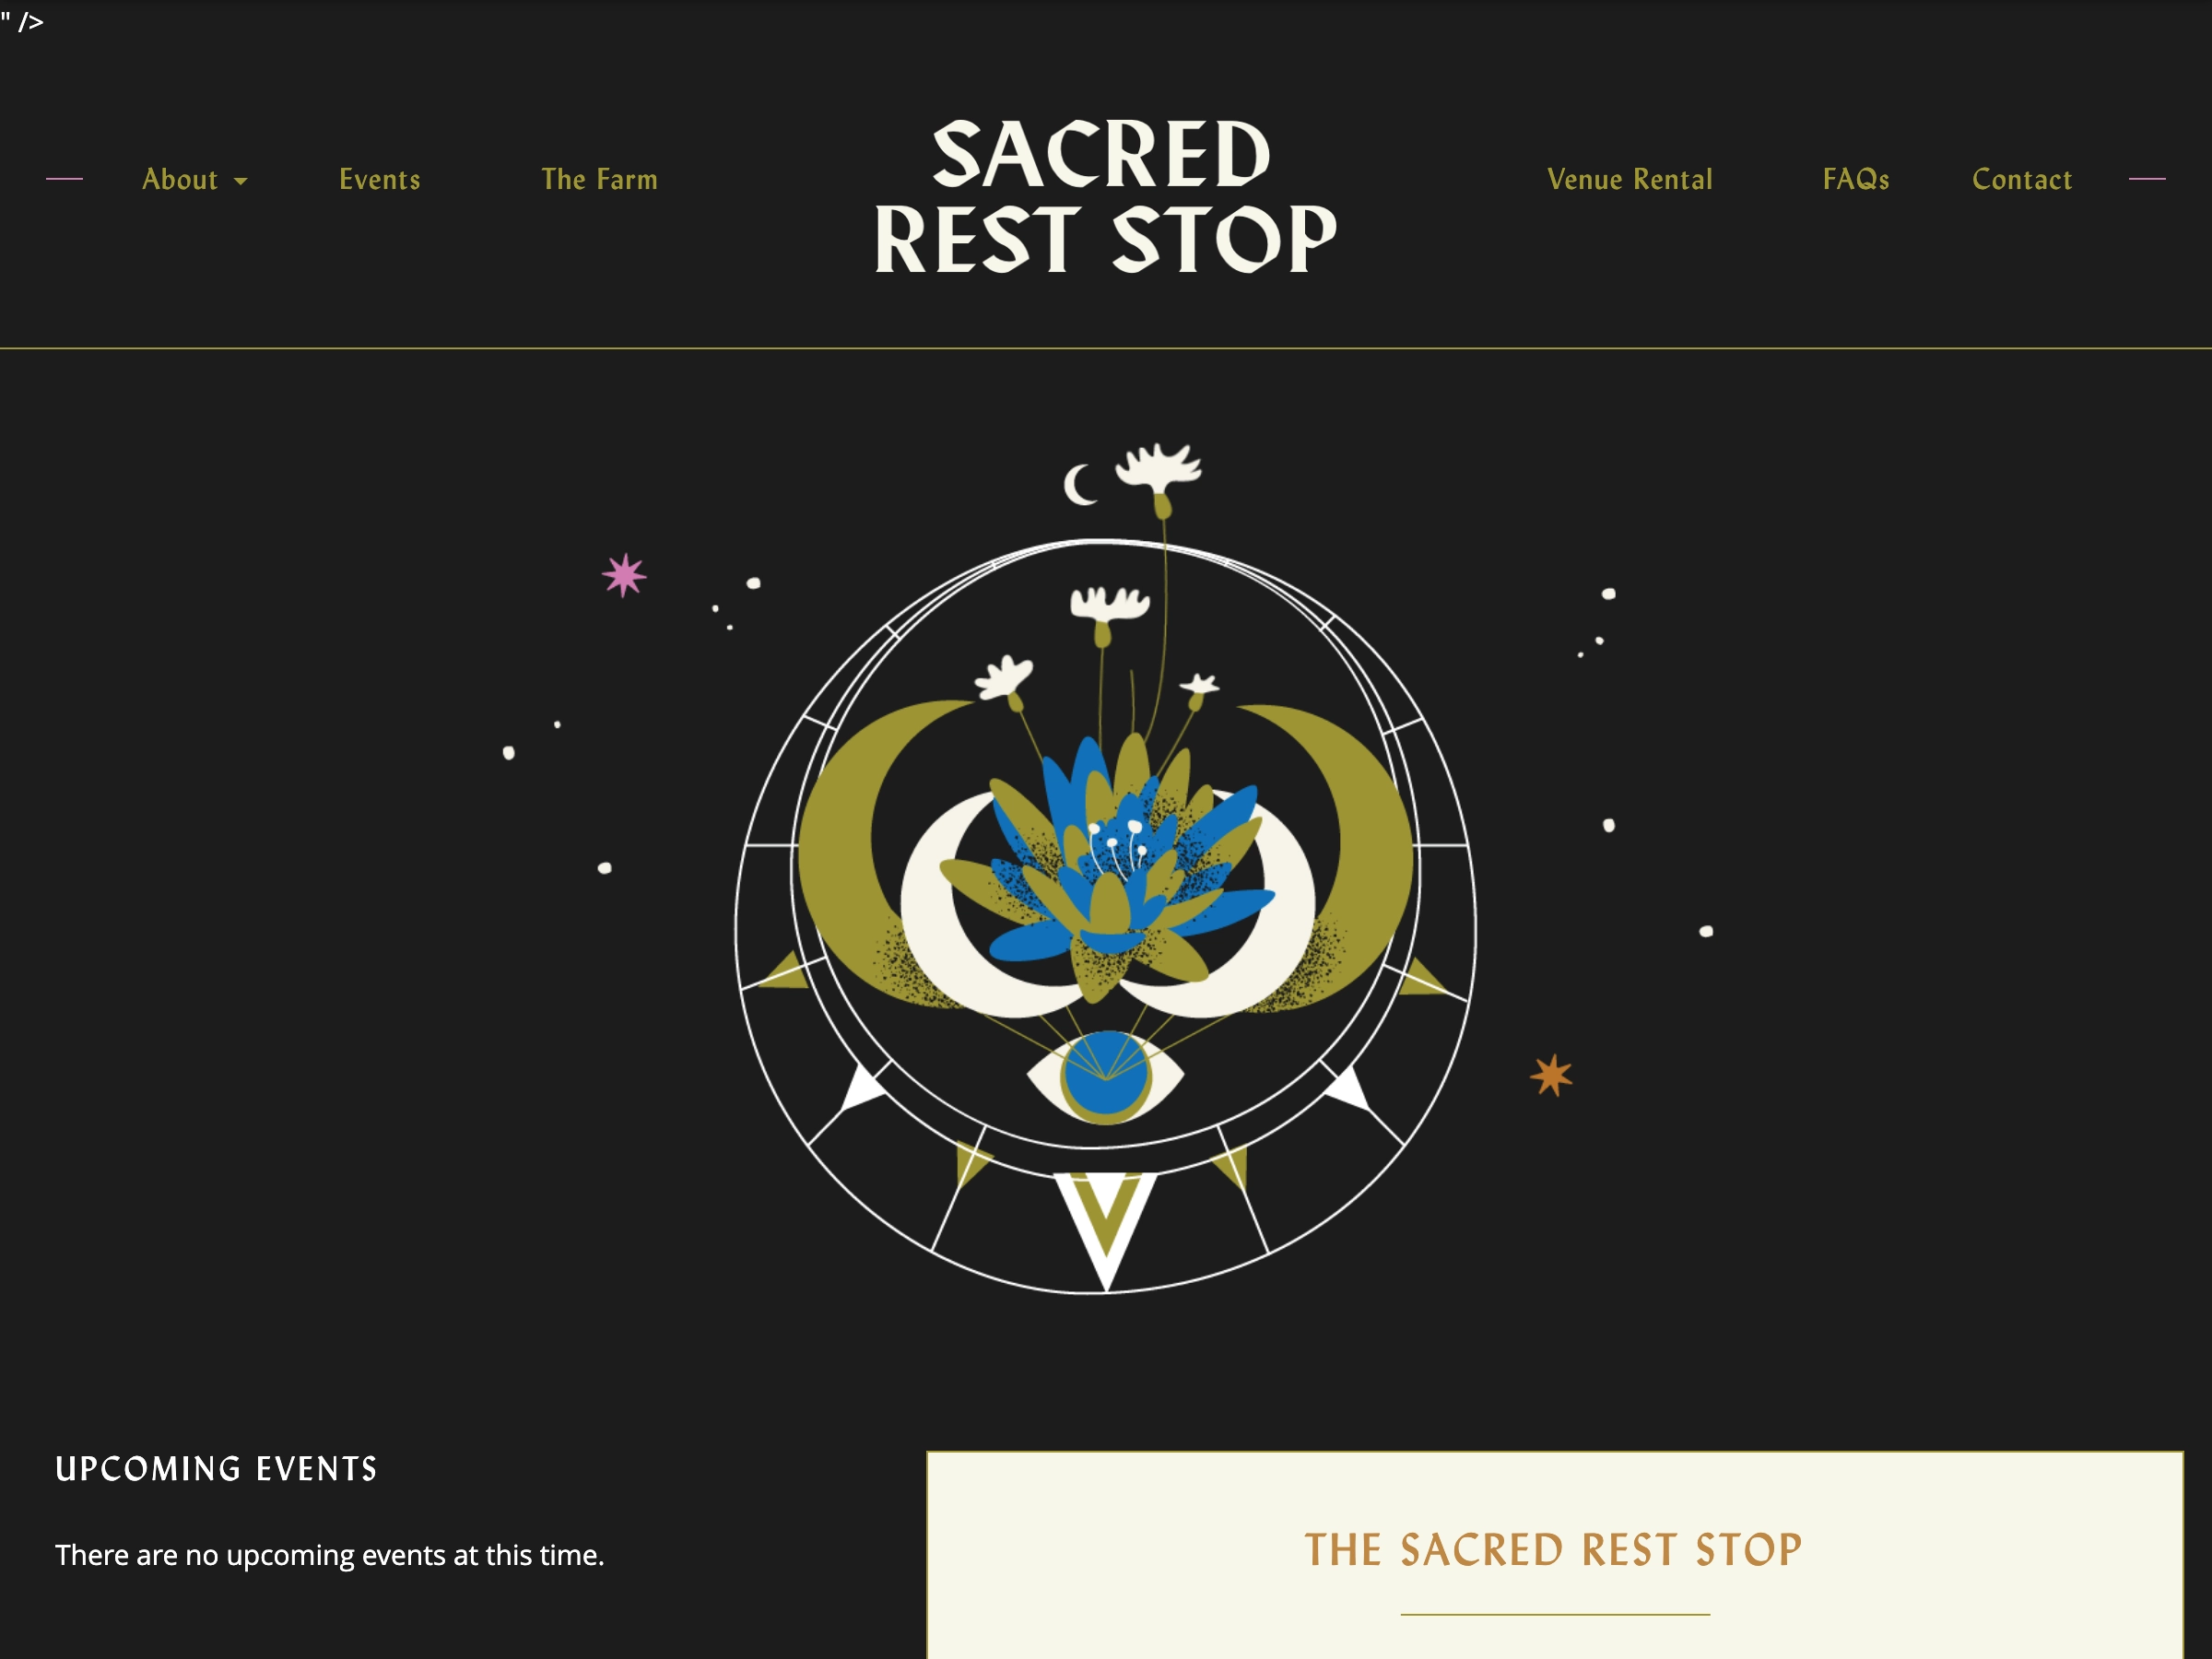 " />
About
Events
The Farm
SACRED
REST STOP
Venue Rental
FAQs
Contact
UPCOMING EVENTS
There are no upcoming events at this time.
THE SACRED REST STOP